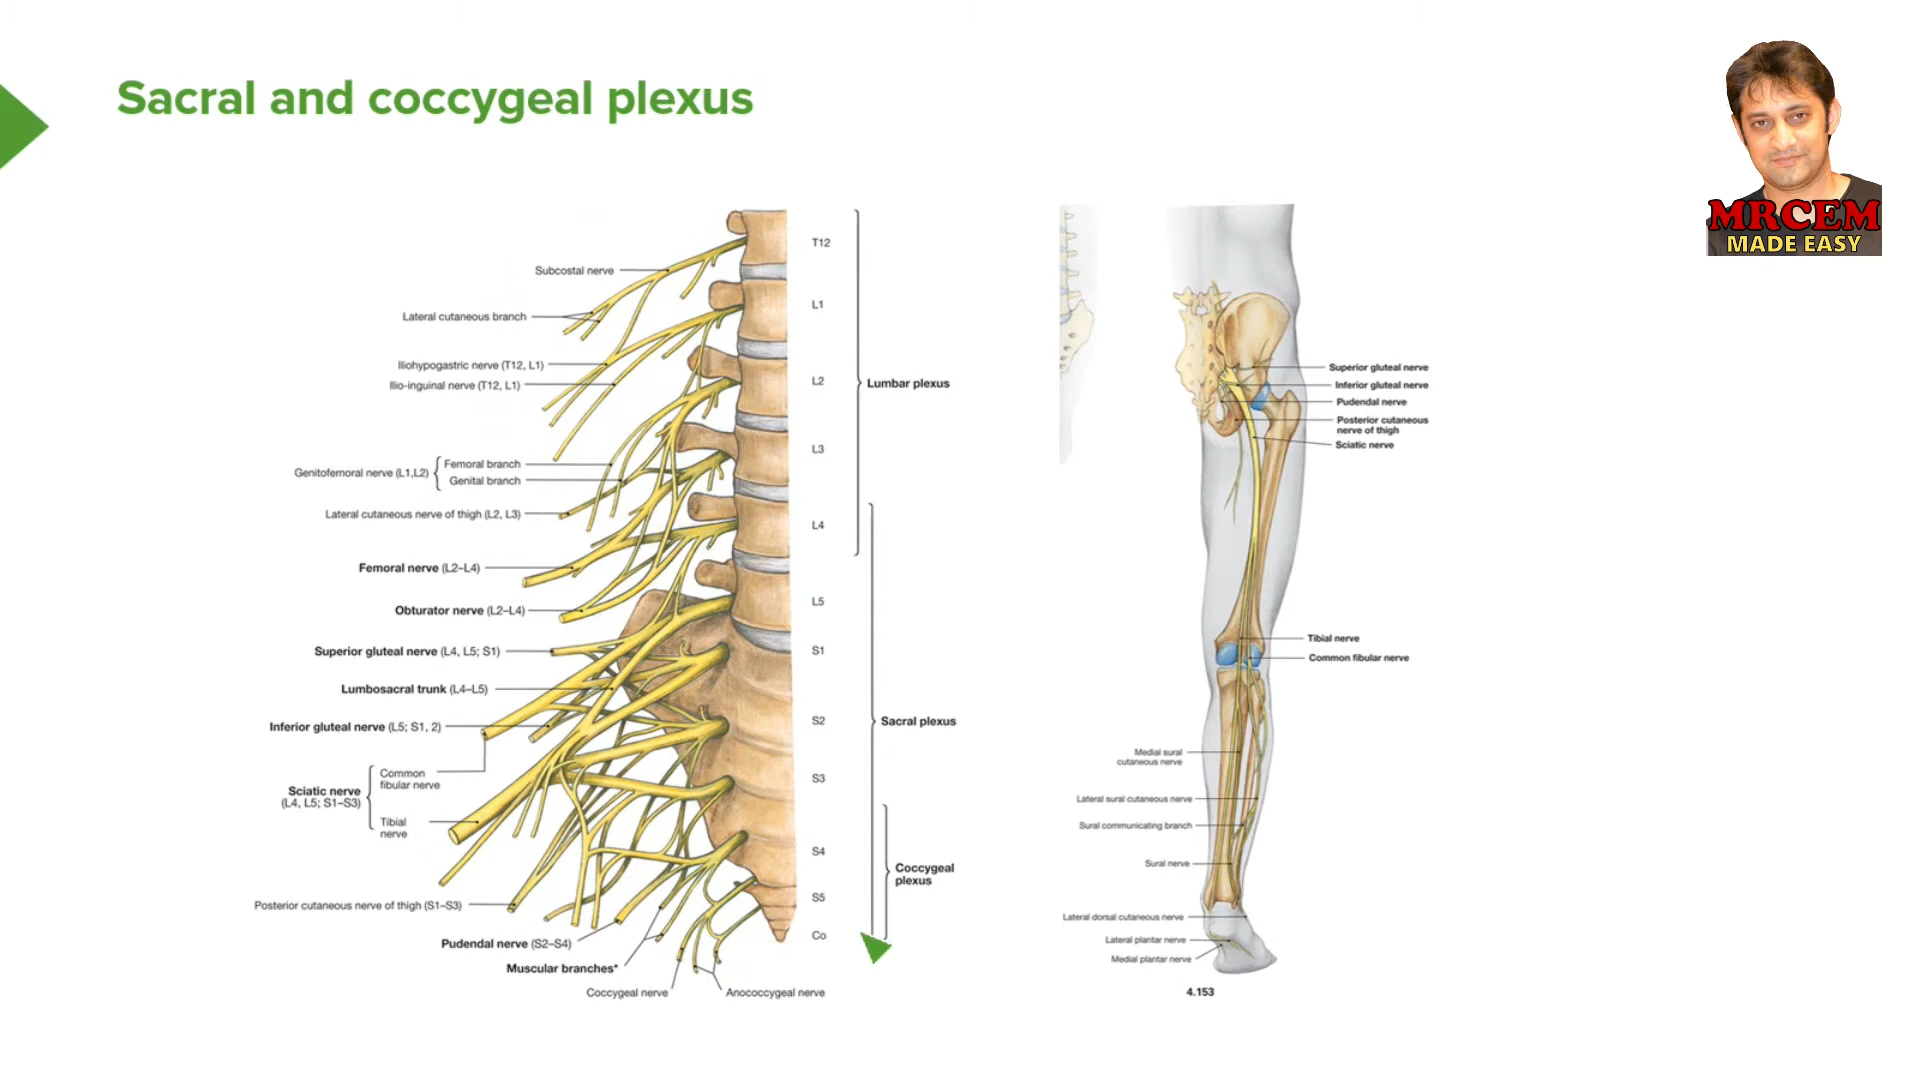 Sacral and coccygeal plexus
MRCEM
MADE EASY
T12
Subcostal nerve
L1
Lateral cutaneous branch
Iliohypogastric nerve (T12, L1)
Ilio-inguinal nerve (T12, L1)
L2
Lumbar plexus
L3
Genitofemoral nerve (L1,L2)
Femoral branch
Genital branch
Lateral cutaneous nerve of thigh (L2, L3)
L4
Femoral nerve (L2–L4)
L5
Obturator nerve (L2–L4)
Superior gluteal nerve (L4, L5; S1)
S1
Lumbosacral trunk (L4–L5)
Inferior gluteal nerve (L5; S1, 2)
S2
Sacral plexus
Sciatic nerve
(L4, L5; S1–S3)
Common
fibular nerve
Tibial
nerve
S3
S4
Coccygeal
plexus
S5
Posterior cutaneous nerve of thigh (S1–S3)
Co
Pudendal nerve (S2–S4)
Muscular branches*
Coccygeal nerve
Anococcygeal nerve
Superior gluteal nerve
Inferior gluteal nerve
Pudendal nerve
Posterior cutaneous
nerve of thigh
Sciatic nerve
Tibial nerve
Common fibular nerve
Medial sural
cutaneous nerve
Lateral sural cutaneous nerve
Sural communicating branch
Sural nerve
Lateral dorsal cutaneous nerve
Lateral plantar nerve
Medial plantar nerve
4.153